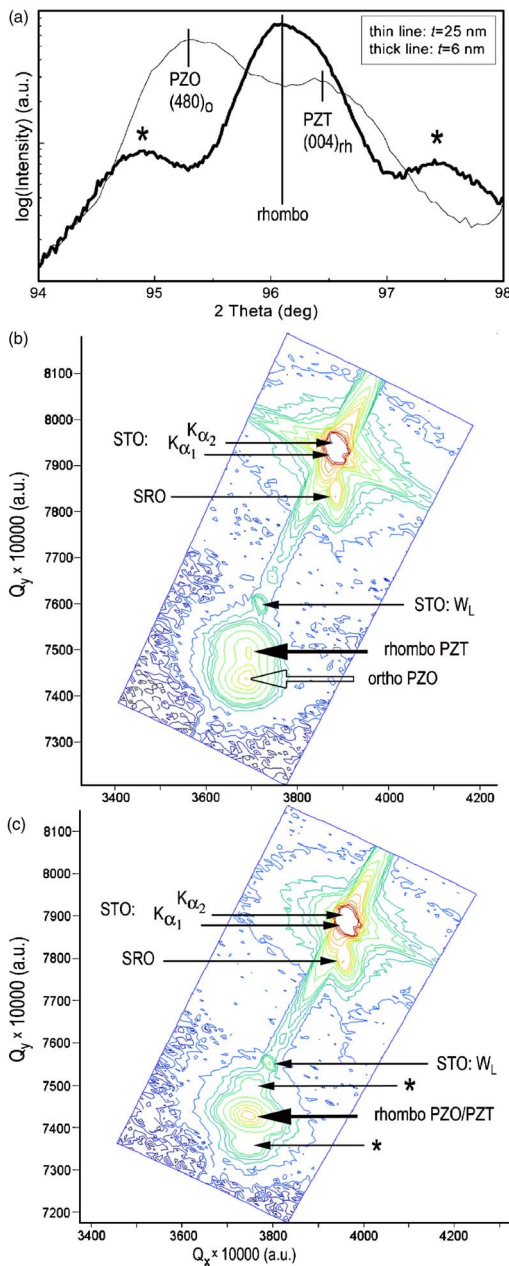 (a)
thin line: t=25 nm
thick line: t=6 nm
PZO
(480)O
PZT
(004)rh
*
*
rhombo
log(Intensity) (a.u.)
94
95
96
97
98
2 Theta (deg)
(b)
8100
8000
7900
7800
7700
7600
7500
7400
7300
STO:
Kα2
Kα1
SRO
STO: WL
rhombo PZT
ortho PZO
Qy x 10000 (a.u.)
3400
3600
3800
4000
4200
(c)
8100
8000
7900
7800
7700
7600
7500
7400
7300
7200
STO:
Kα2
Kα1
SRO
STO: WL
*
rhombo PZO/PZT
*
Qy x 10000 (a.u.)
3400
3600
3800
4000
4200
Qx x 10000 (a.u.)